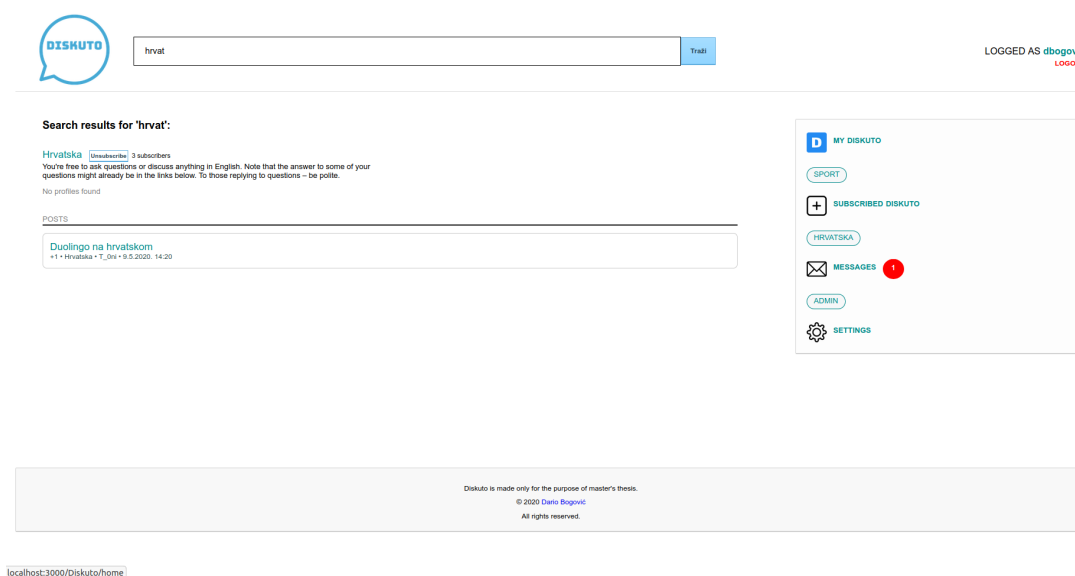 DISKUTO
hrvat
Traži
LOGGED AS dbogov
LOGO
Search results for 'hrvat':
Hrvatska Unsubscribe 3 subscribers
You're free to ask questions or discuss anything in English. Note that the answer to some of your
questions might already be in the links below. To those replying to questions – be polite.
No profiles found
POSTS
Duolingo na hrvatskom
+1 • Hrvatska • T_0ni • 9.5.2020. 14:20
D MY DISKUTO
SPORT
SUBSCRIBED DISKUTO
HRVATSKA
MESSAGES 1
ADMIN
SETTINGS
Diskuto is made only for the purpose of master's thesis.
© 2020 Dario Bogović
All rights reserved.
localhost:3000/Diskuto/home